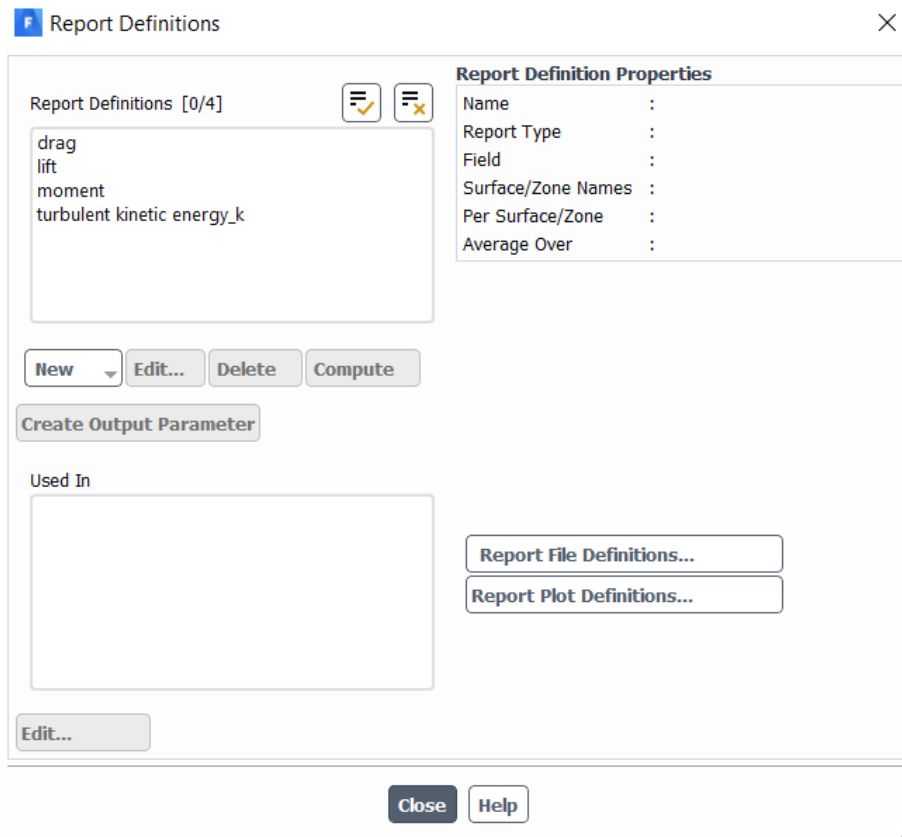 F Report Definitions
Report Definitions [0/4]
drag
lift
moment
turbulent kinetic energy_k
New
Edit...
Delete
Compute
Create Output Parameter
Used In
Edit...
Report Definition Properties
Name :
Report Type :
Field :
Surface/Zone Names :
Per Surface/Zone :
Average Over :
Report File Definitions...
Report Plot Definitions...
Close
Help